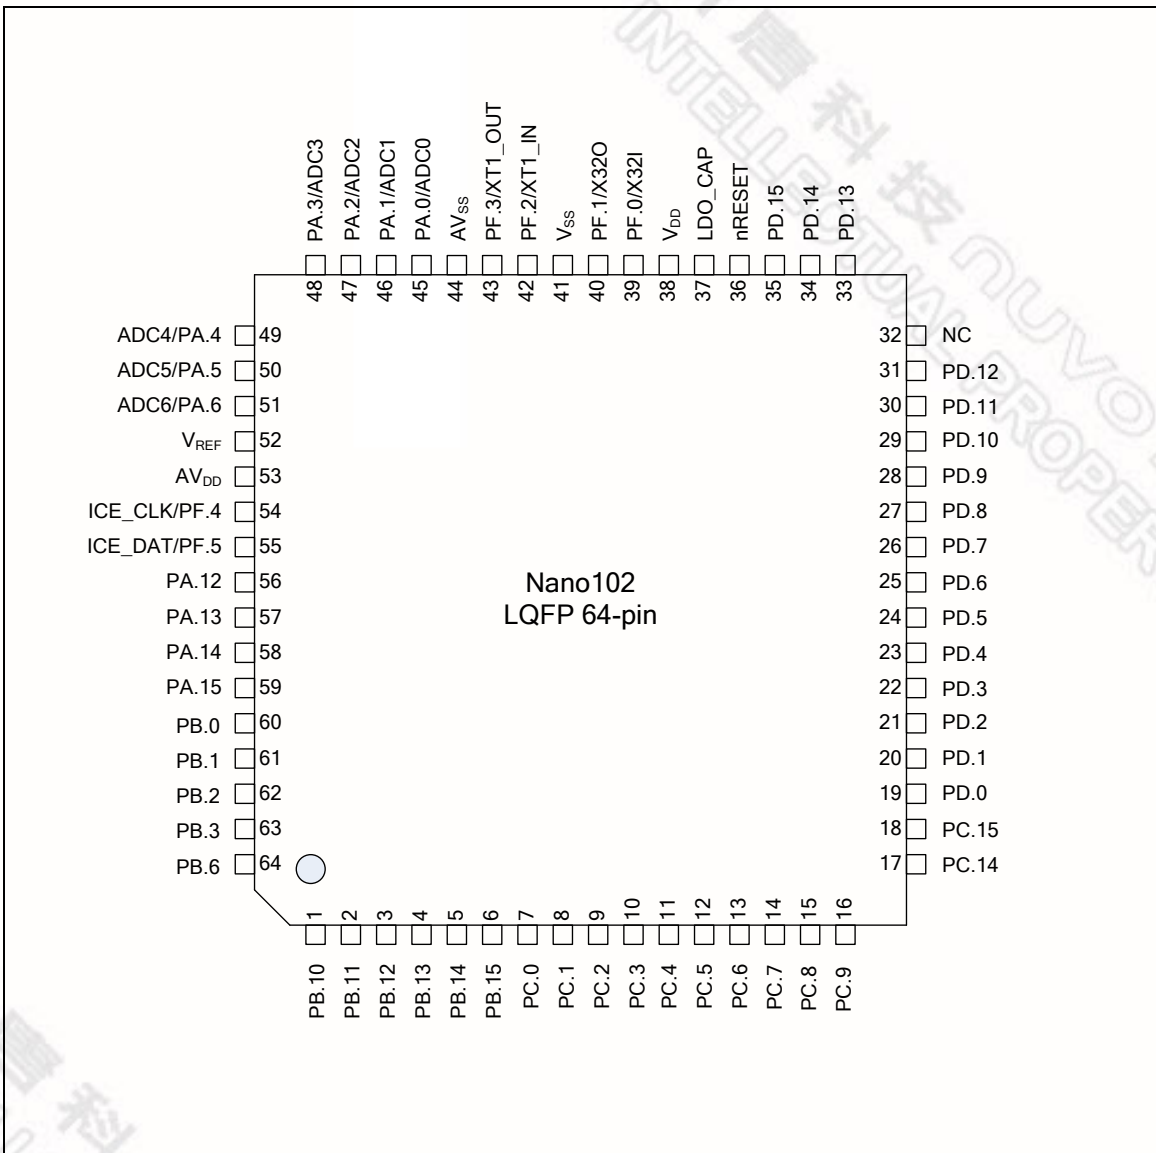 新唐科技 nuvoTon
INTELLECTUAL PROPERTY
PA.3/ADC3
PA.2/ADC2
PA.1/ADC1
PA.0/ADC0
AVSS
PF.3/XT1_OUT
PF.2/XT1_IN
VSS
PF.1/X32O
PF.0/X32I
VDD
LDO_CAP
nRESET
PD.15
PD.14
PD.13
48
47
46
45
44
43
42
41
40
39
38
37
36
35
34
33
ADC4/PA.4 49
ADC5/PA.5 50
ADC6/PA.6 51
VREF 52
AVDD 53
ICE_CLK/PF.4 54
ICE_DAT/PF.5 55
PA.12 56
PA.13 57
PA.14 58
PA.15 59
PB.0 60
PB.1 61
PB.2 62
PB.3 63
PB.6 64
Nano102
LQFP 64-pin
32 NC
31 PD.12
30 PD.11
29 PD.10
28 PD.9
27 PD.8
26 PD.7
25 PD.6
24 PD.5
23 PD.4
22 PD.3
21 PD.2
20 PD.1
19 PD.0
18 PC.15
17 PC.14
1
2
3
4
5
6
7
8
9
10
11
12
13
14
15
16
PB.10
PB.11
PB.12
PB.13
PB.14
PB.15
PC.0
PC.1
PC.2
PC.3
PC.4
PC.5
PC.6
PC.7
PC.8
PC.9
唐科